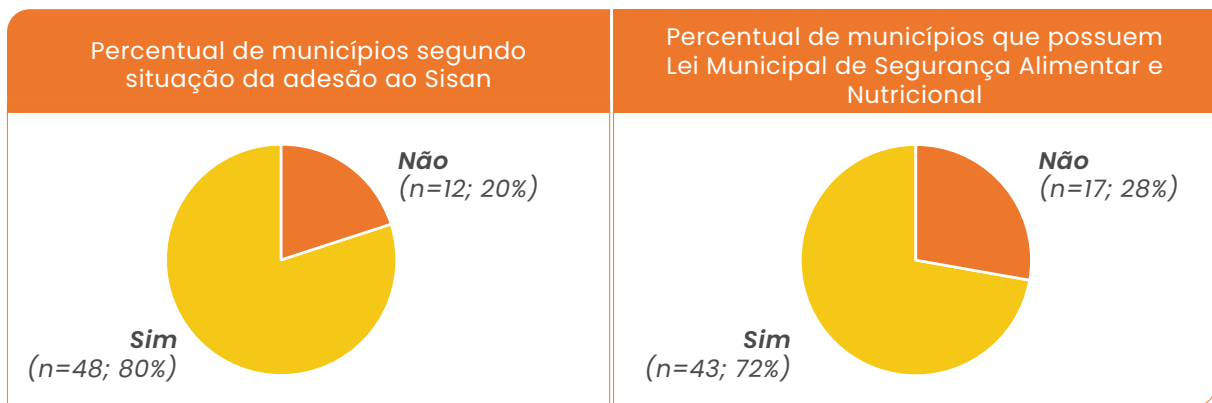 Percentual de municípios segundo
situação da adesão ao Sisan
Não
(n=12; 20%)
Sim
(n=48; 80%)
Percentual de municípios que possuem
Lei Municipal de Segurança Alimentar e
Nutricional
Não
(n=17; 28%)
Sim
(n=43; 72%)